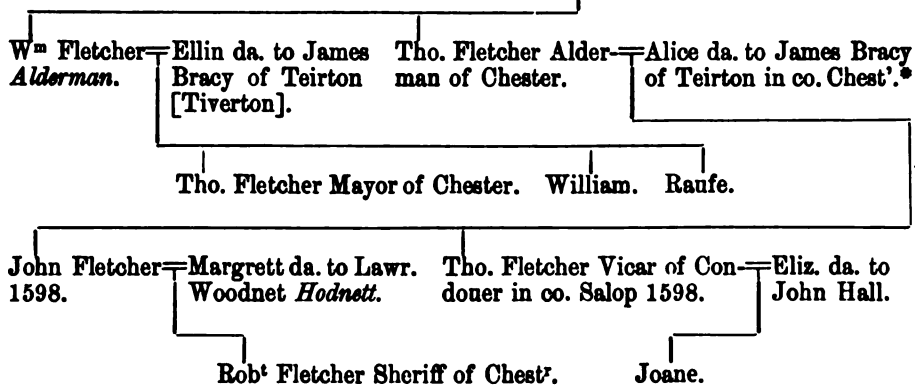 Wᵐ Fletcher=Ellin da. to James Tho. Fletcher Alder-=Alice da. to James Bracy
Alderman. Bracy of Teirton man of Chester. of Teirton in co. Chest'.*
[Tiverton].
Tho. Fletcher Mayor of Chester. William. Raufe.
John Fletcher=Margrett da. to Lawr. Tho. Fletcher Vicar of Con-=Eliz. da. to
1598. Woodnet Hodnett. douer in co. Salop 1598. John Hall.
Robᵗ Fletcher Sheriff of Chestʳ. Joane.